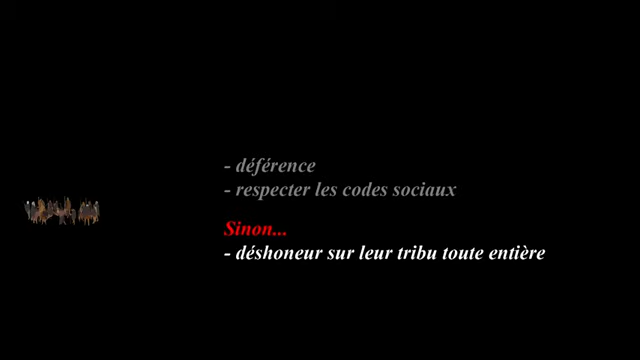 - déférence
- respecter les codes sociaux
Sinon...
- déshoneur sur leur tribu toute entière